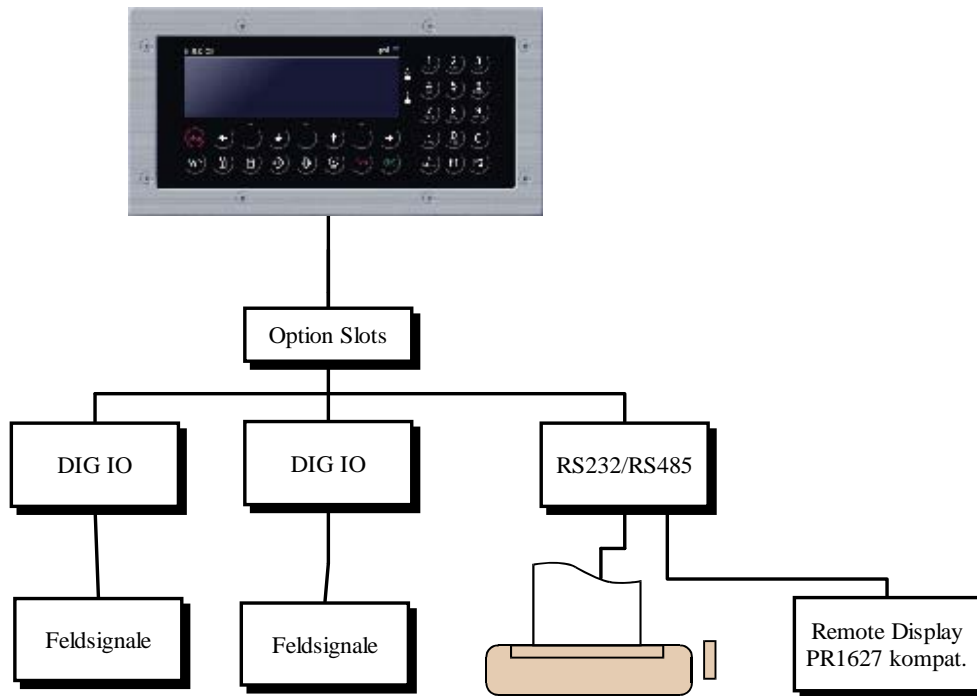 Option Slots
DIG IO
DIG IO
RS232/RS485
Feldsignale
Feldsignale
Remote Display
PR1627 kompat.